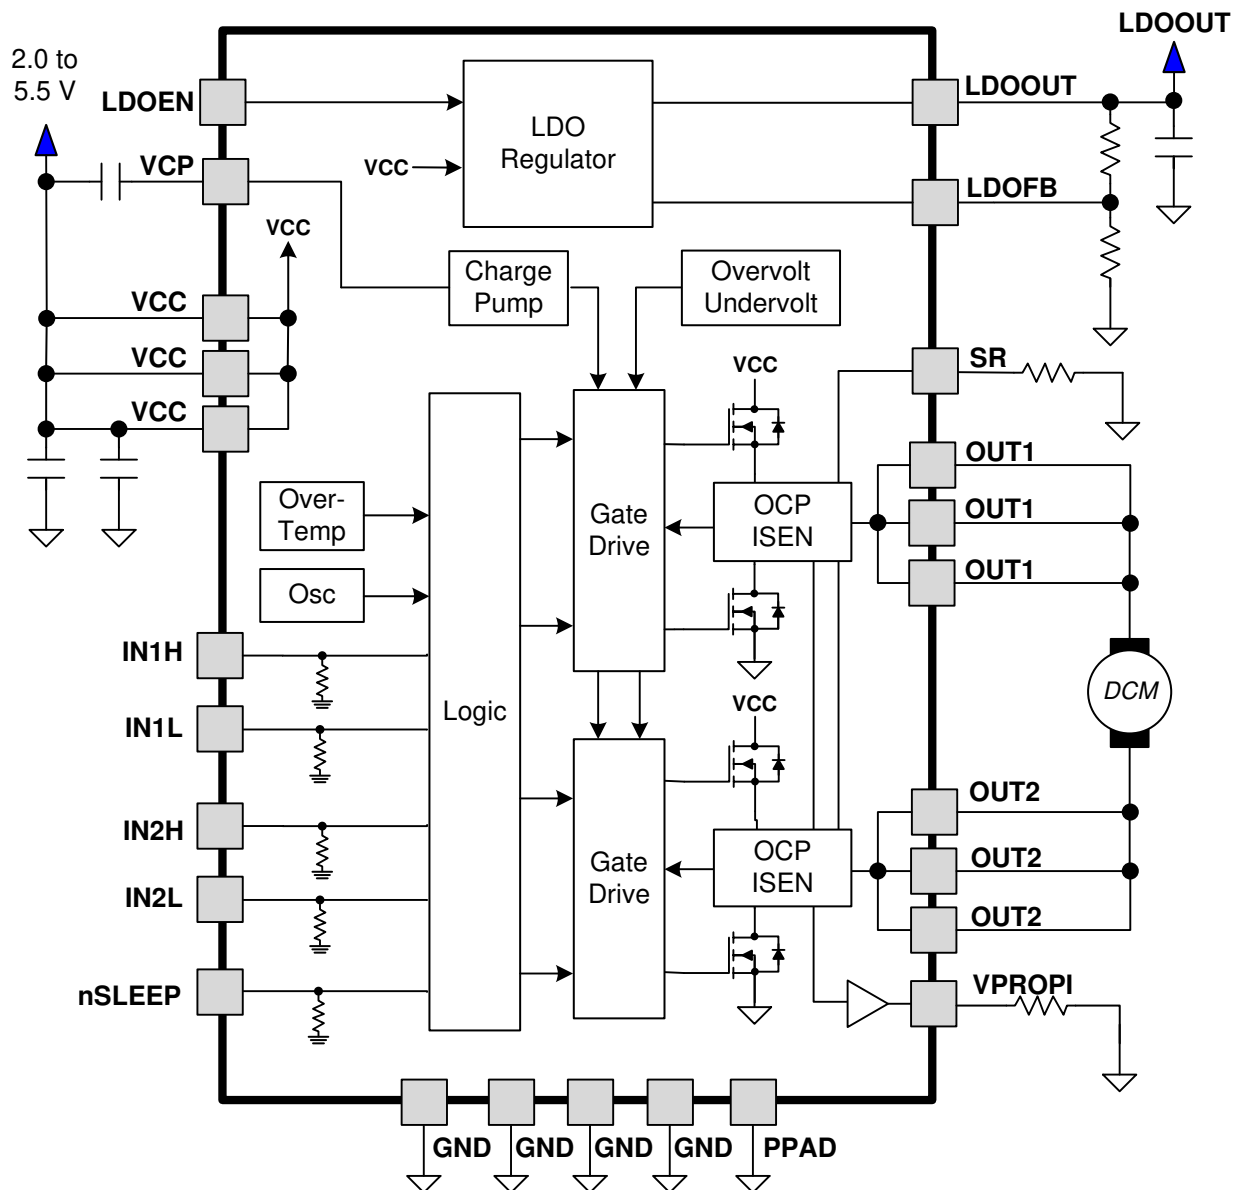 LDOOUT
2.0 to
5.5 V
LDOEN
LDO
Regulator
LDOOUT
VCP
VCC
LDOFB
VCC
Charge
Pump
Overvolt
Undervolt
VCC
VCC
VCC
VCC
SR
OUT1
OUT1
OUT1
Over-
Temp
Osc
Gate
Drive
OCP
ISEN
IN1H
IN1L
IN2H
IN2L
nSLEEP
Logic
VCC
DCM
Gate
Drive
OCP
ISEN
OUT2
OUT2
OUT2
VPROPI
GND
GND
GND
GND
PPAD